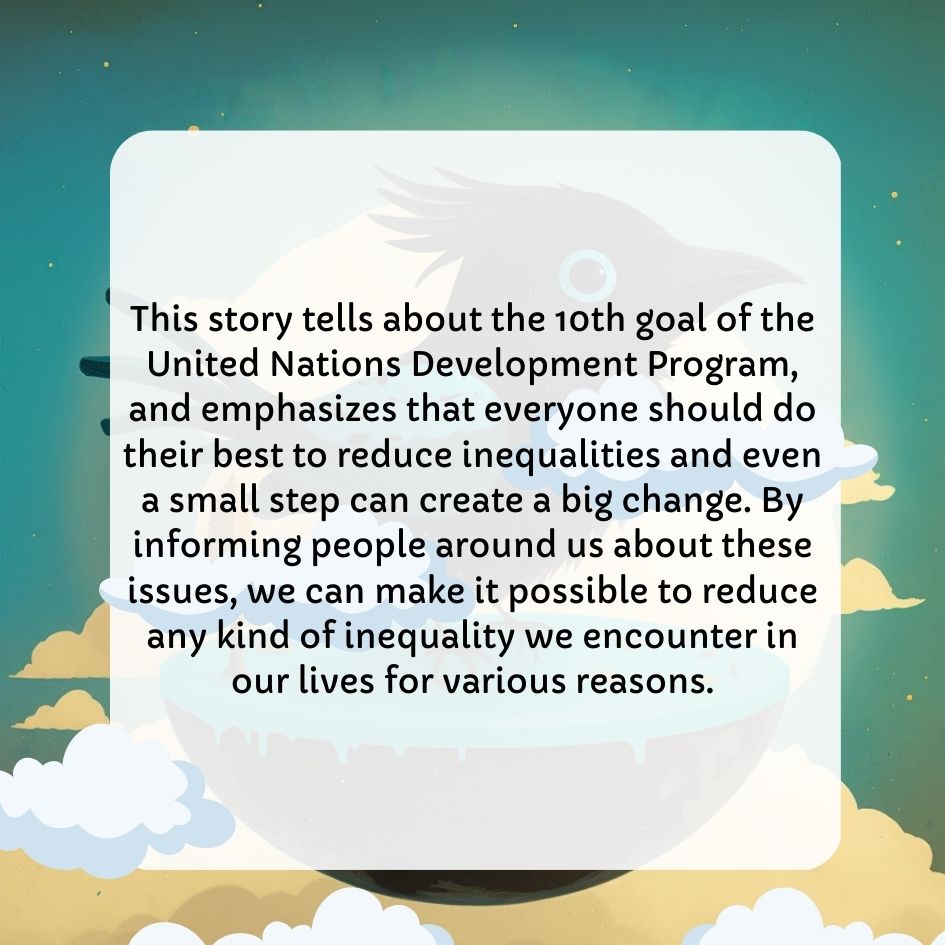 This story tells about the 10th goal of the
United Nations Development Program,
and emphasizes that everyone should do
their best to reduce inequalities and even
a small step can create a big change. By
informing people around us about these
issues, we can make it possible to reduce
any kind of inequality we encounter in
our lives for various reasons.